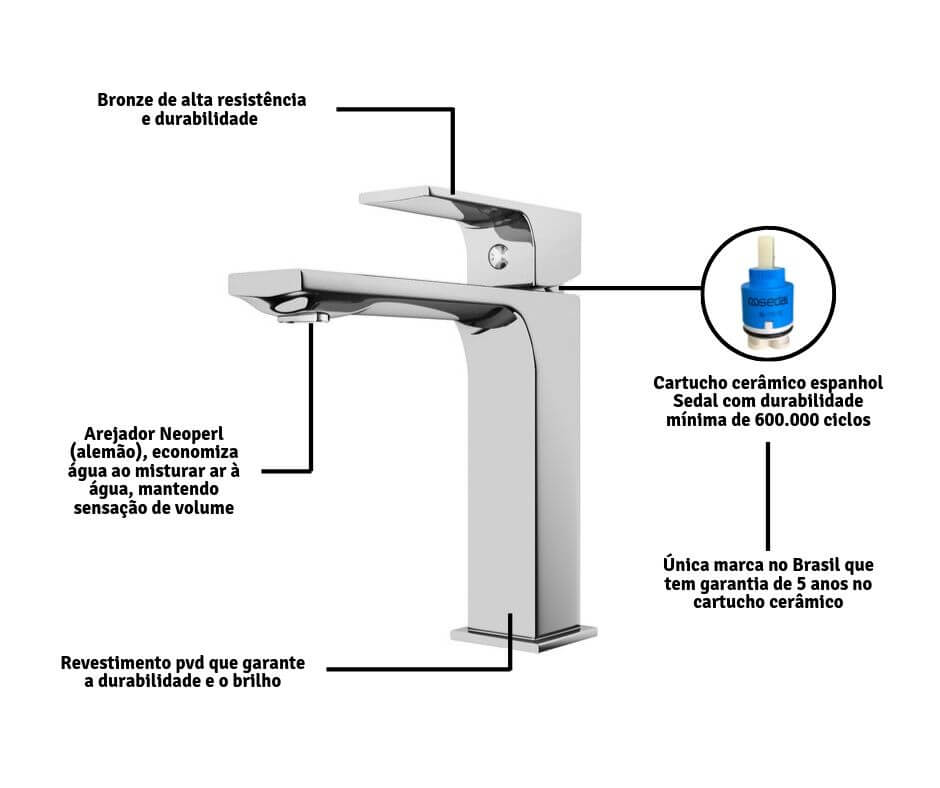 Bronze de alta resistência
e durabilidade
sedal
Cartucho cerâmico espanhol
Sedal com durabilidade
mínima de 600.000 ciclos
Arejador Neoperl
(alemão), economiza
água ao misturar ar à
água, mantendo
sensação de volume
Única marca no Brasil que
tem garantia de 5 anos no
cartucho cerâmico
Revestimento pvd que garante
a durabilidade e o brilho